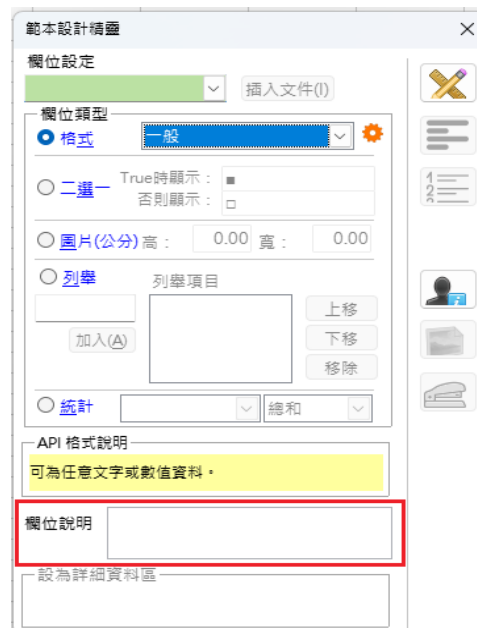 範本設計精靈
欄位設定
插入文件(I)
欄位類型
格式 一般
二選一 True時顯示： ■
否則顯示： □
圖片(公分) 高： 0.00 寬： 0.00
列舉 列舉項目
上移
加入(A) 下移
移除
統計 總和
API 格式說明
可為任意文字或數值資料。
欄位說明
設為詳細資料區